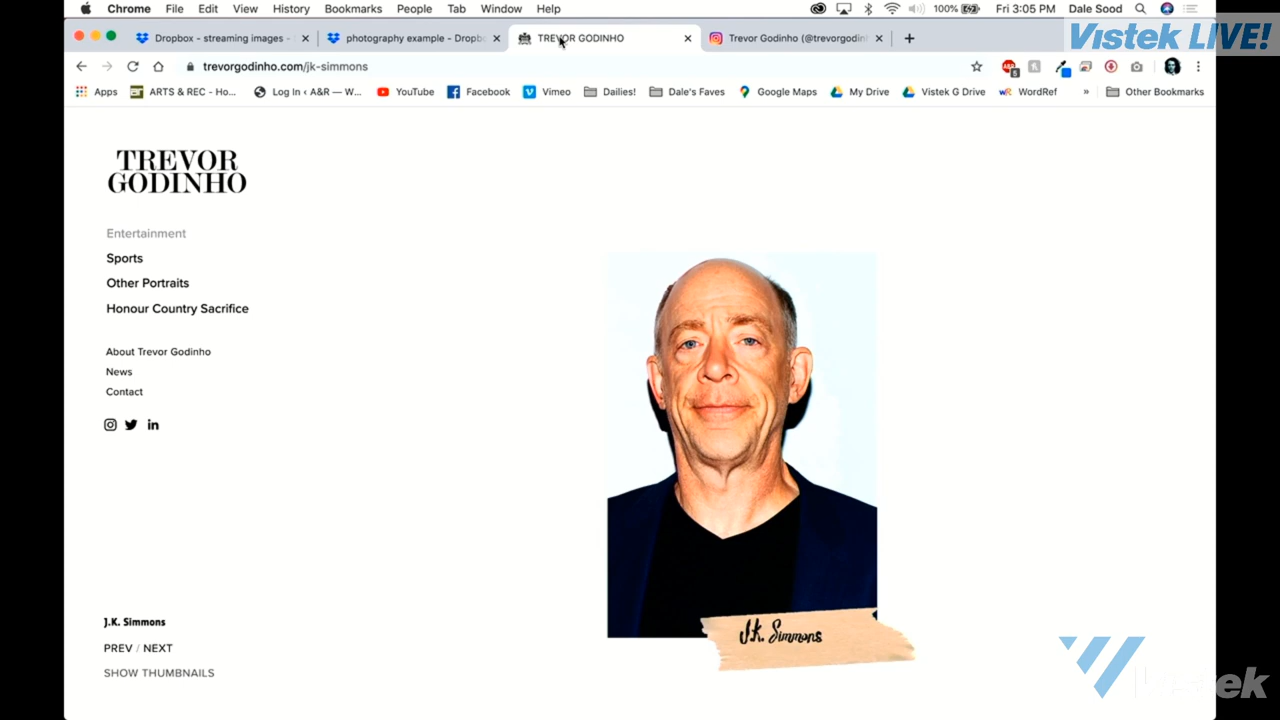 Chrome File Edit View History Bookmarks People Tab Window Help 100% Fri 3:05 PM Dale Sood
Vistek LIVE!
Dropbox - streaming images - photography example - Dropb TREVOR GODINHO Trevor Godinho (@trevorgodinh
trevorgodinho.com/jk-simmons
Apps ARTS & REC - Ho... Log In ‹ A&R — W... YouTube Facebook Vimeo Dailies! Dale's Faves Google Maps My Drive Vistek G Drive WordRef » Other Bookmarks
TREVOR
GODINHO
Entertainment
Sports
Other Portraits
Honour Country Sacrifice
About Trevor Godinho
News
Contact
J.K. Simmons
J.K. Simmons
PREV / NEXT
SHOW THUMBNAILS
Vistek